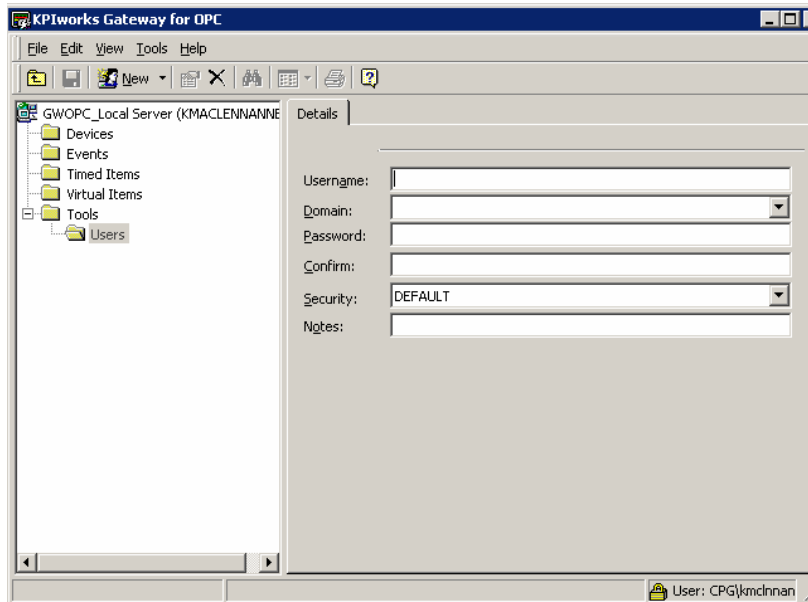 KPIworks Gateway for OPC
File Edit View Tools Help
New
GWOPC_Local Server (KMACLENNANNE
Devices
Events
Timed Items
Virtual Items
Tools
Users
Details
Username:
Domain:
Password:
Confirm:
Security: DEFAULT
Notes:
User: CPG\kmclnnan